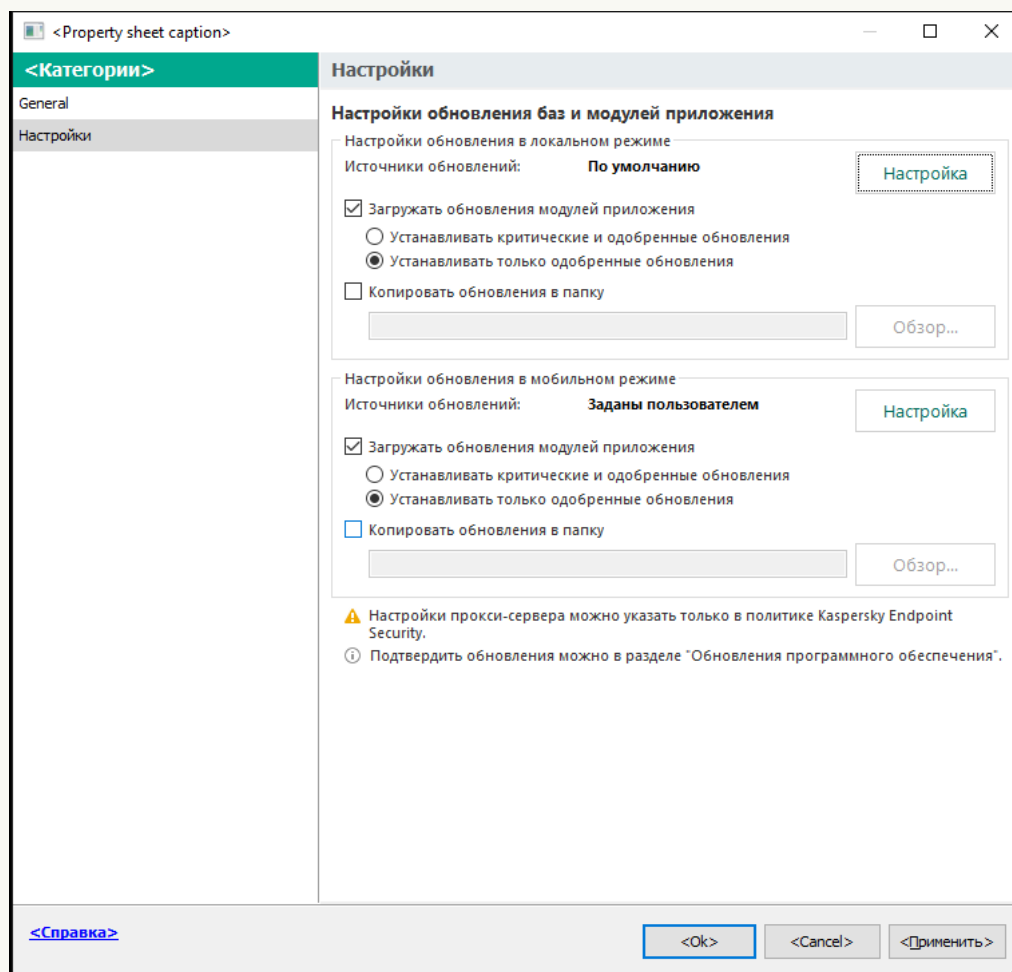 <Property sheet caption>
<Категории>
General
Настройки
Настройки
Настройки обновления баз и модулей приложения
Настройки обновления в локальном режиме
Источники обновлений: По умолчанию Настройка
Загружать обновления модулей приложения
Устанавливать критические и одобренные обновления
Устанавливать только одобренные обновления
Копировать обновления в папку
Обзор...
Настройки обновления в мобильном режиме
Источники обновлений: Заданы пользователем Настройка
Загружать обновления модулей приложения
Устанавливать критические и одобренные обновления
Устанавливать только одобренные обновления
Копировать обновления в папку
Обзор...
Настройки прокси-сервера можно указать только в политике Kaspersky Endpoint
Security.
Подтвердить обновления можно в разделе "Обновления программного обеспечения".
<Справка> <Ok> <Cancel> <Применить>